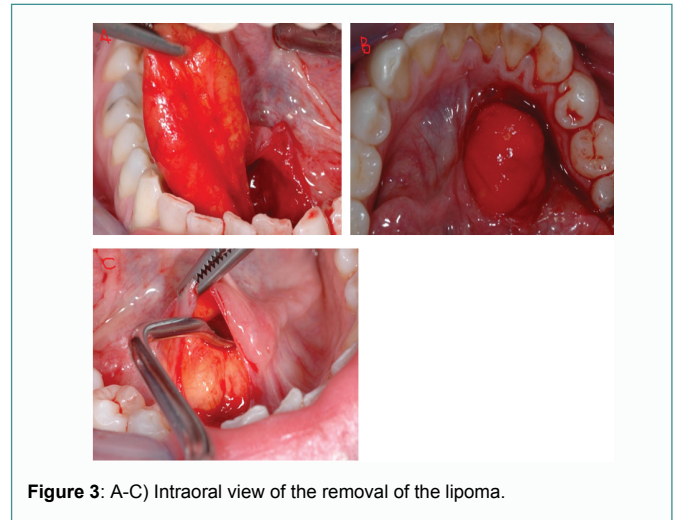 A
B
C
Figure 3: A-C) Intraoral view of the removal of the lipoma.